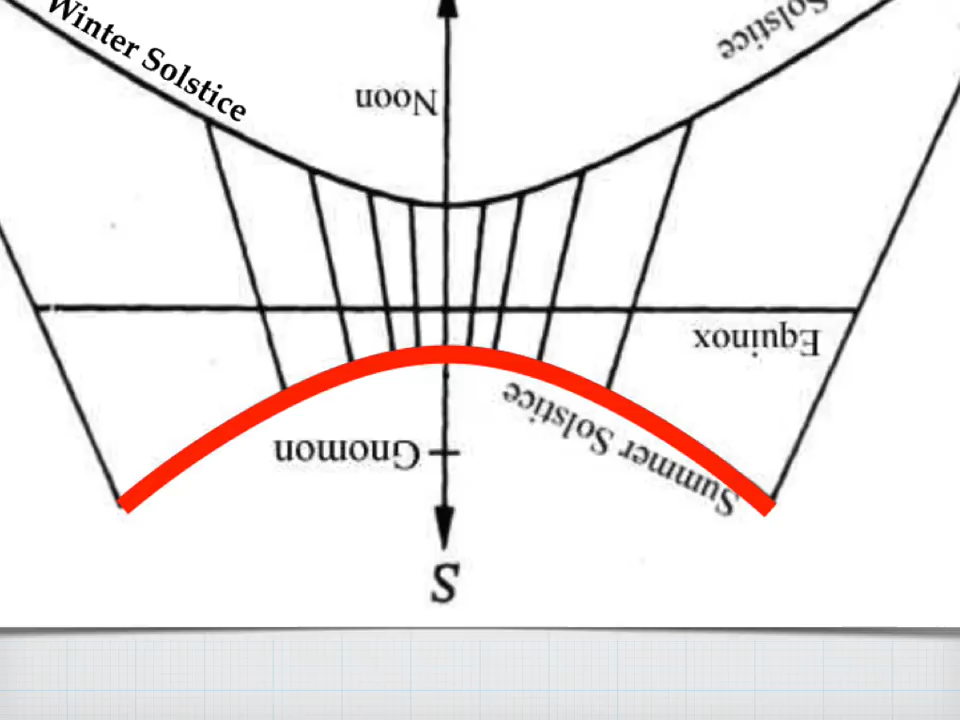 Winter Solstice
Solstice
Noon
Equinox
Summer Solstice
Gnomon
S